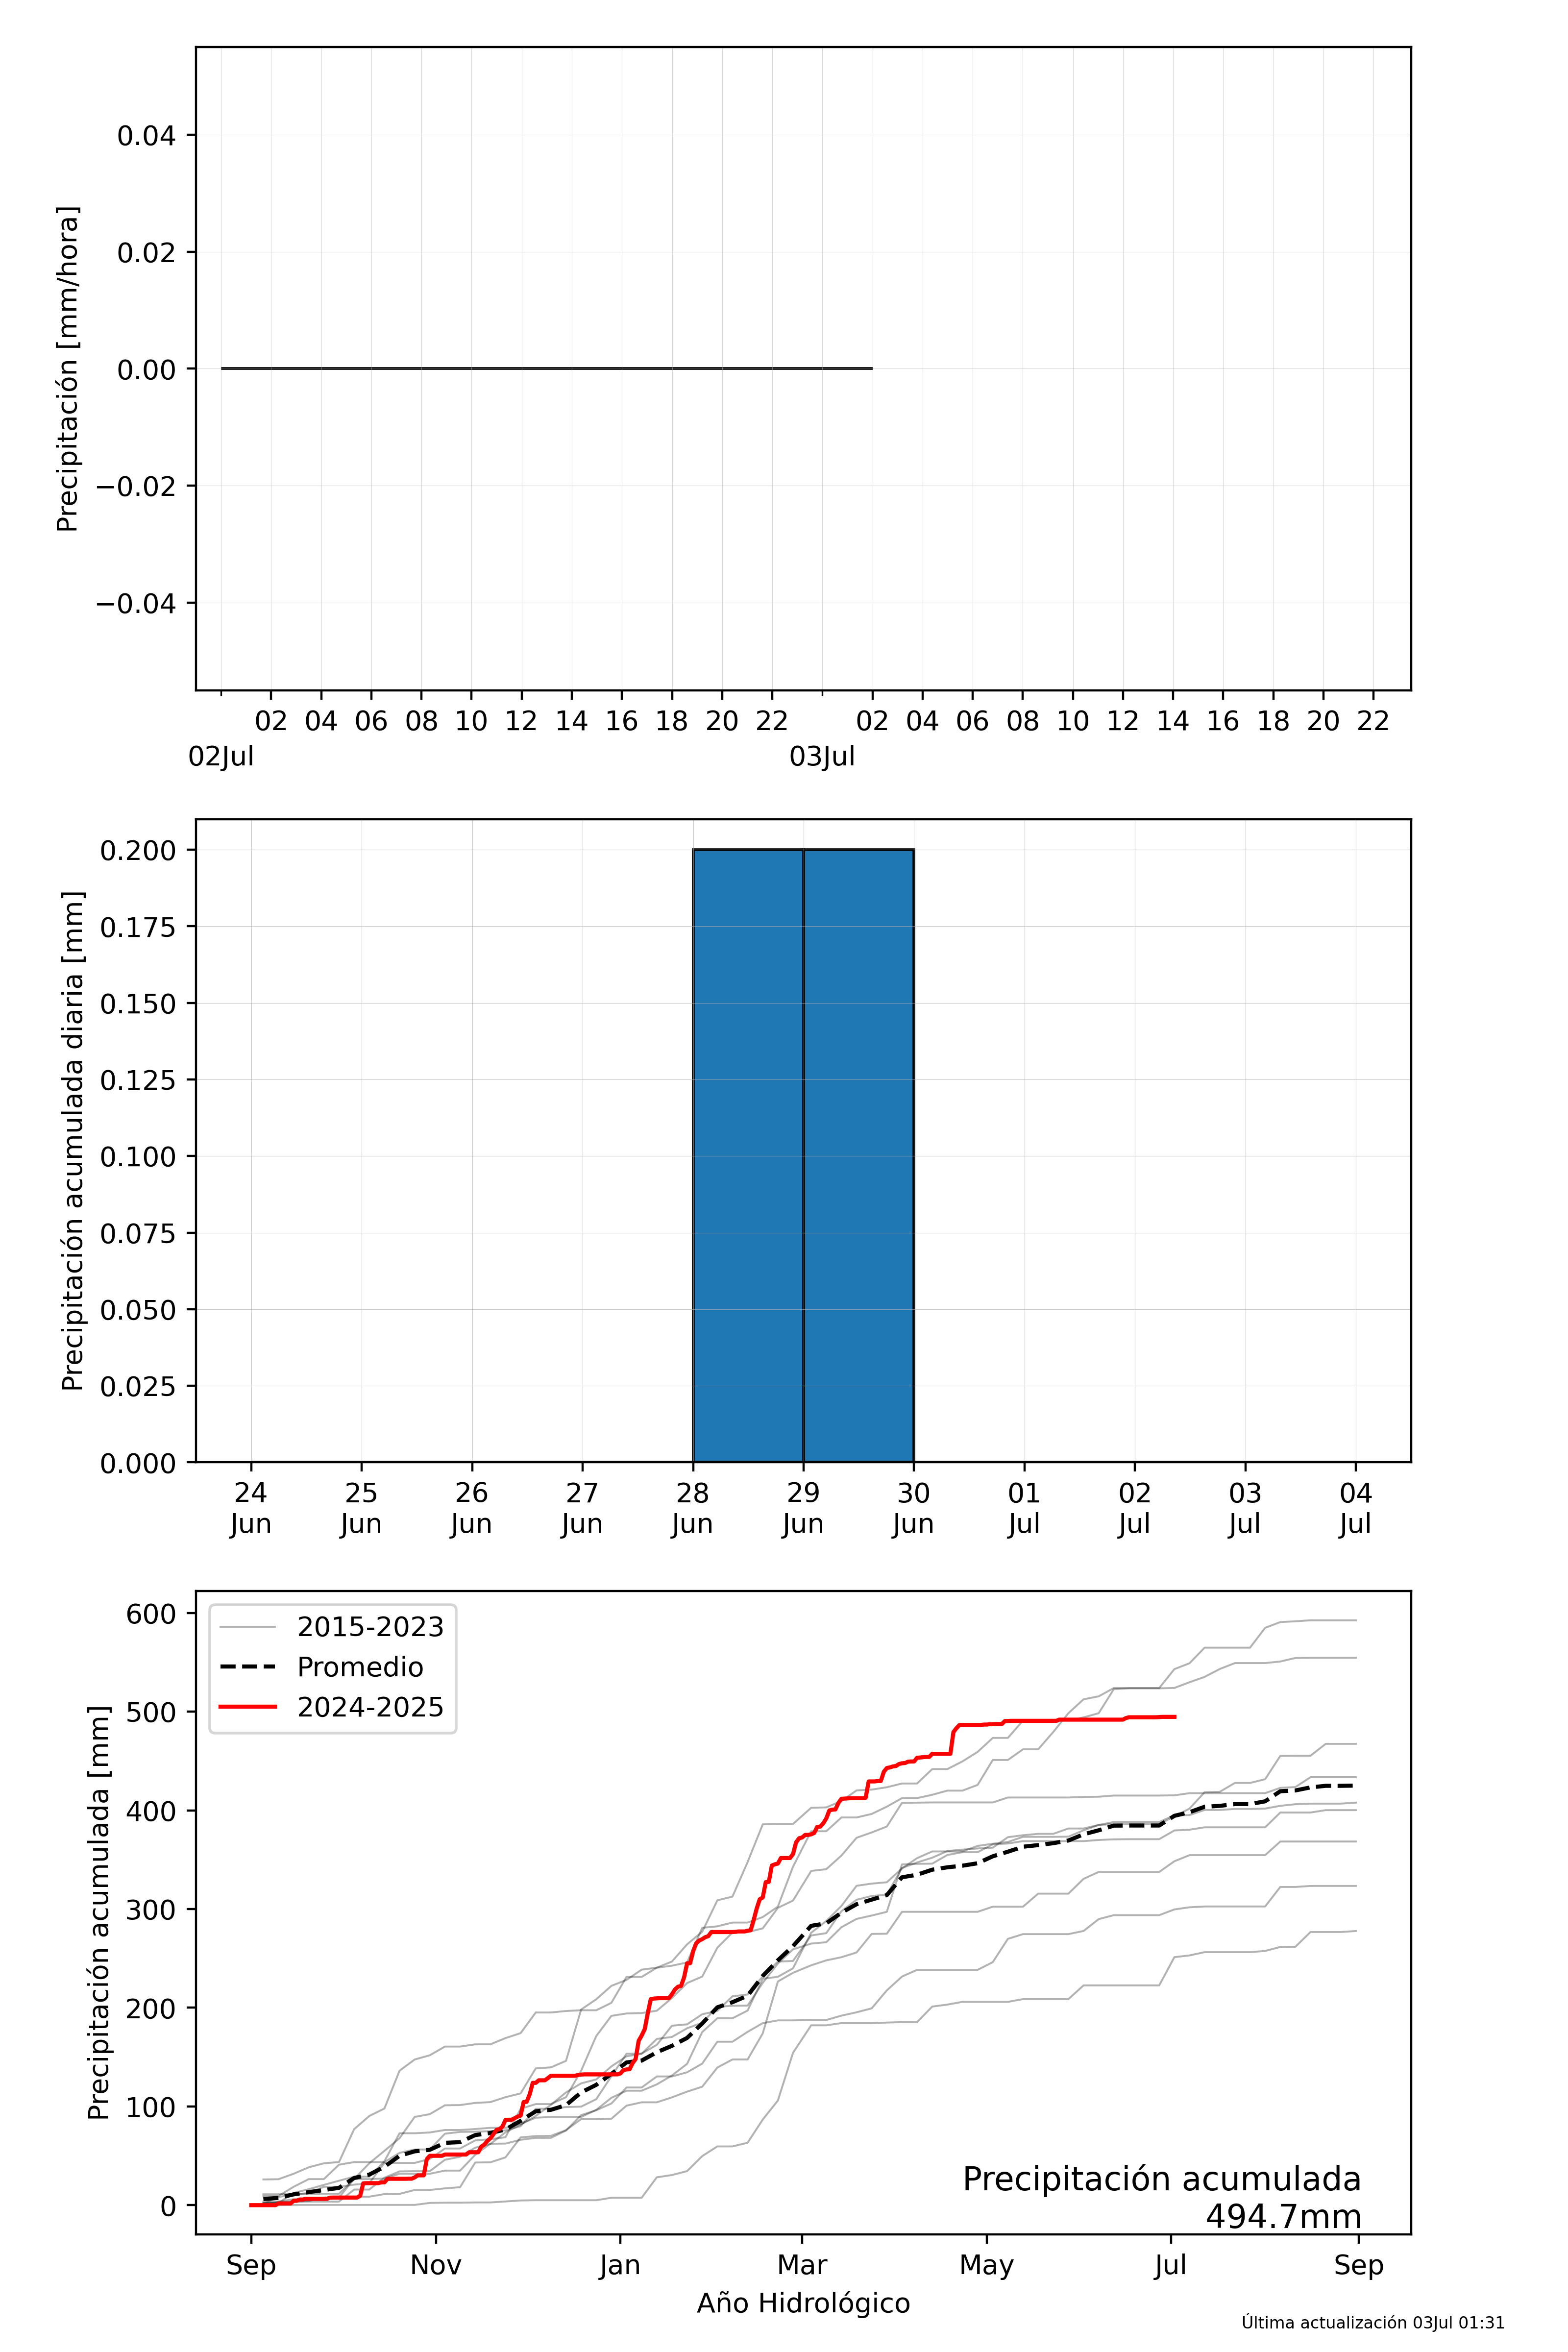 Precipitación [mm/hora]
0.04
0.02
0.00
−0.02
−0.04
02 04 06 08 10 12 14 16 18 20 22 02 04 06 08 10 12 14 16 18 20 22
02Jul 03Jul
Precipitación acumulada diaria [mm]
0.200
0.175
0.150
0.125
0.100
0.075
0.050
0.025
0.000
24 25 26 27 28 29 30 01 02 03 04
Jun Jun Jun Jun Jun Jun Jun Jul Jul Jul Jul
Precipitación acumulada [mm]
600
500
400
300
200
100
0
2015-2023
Promedio
2024-2025
Precipitación acumulada
494.7mm
Sep Nov Jan Mar May Jul Sep
Año Hidrológico
Última actualización 03Jul 01:31